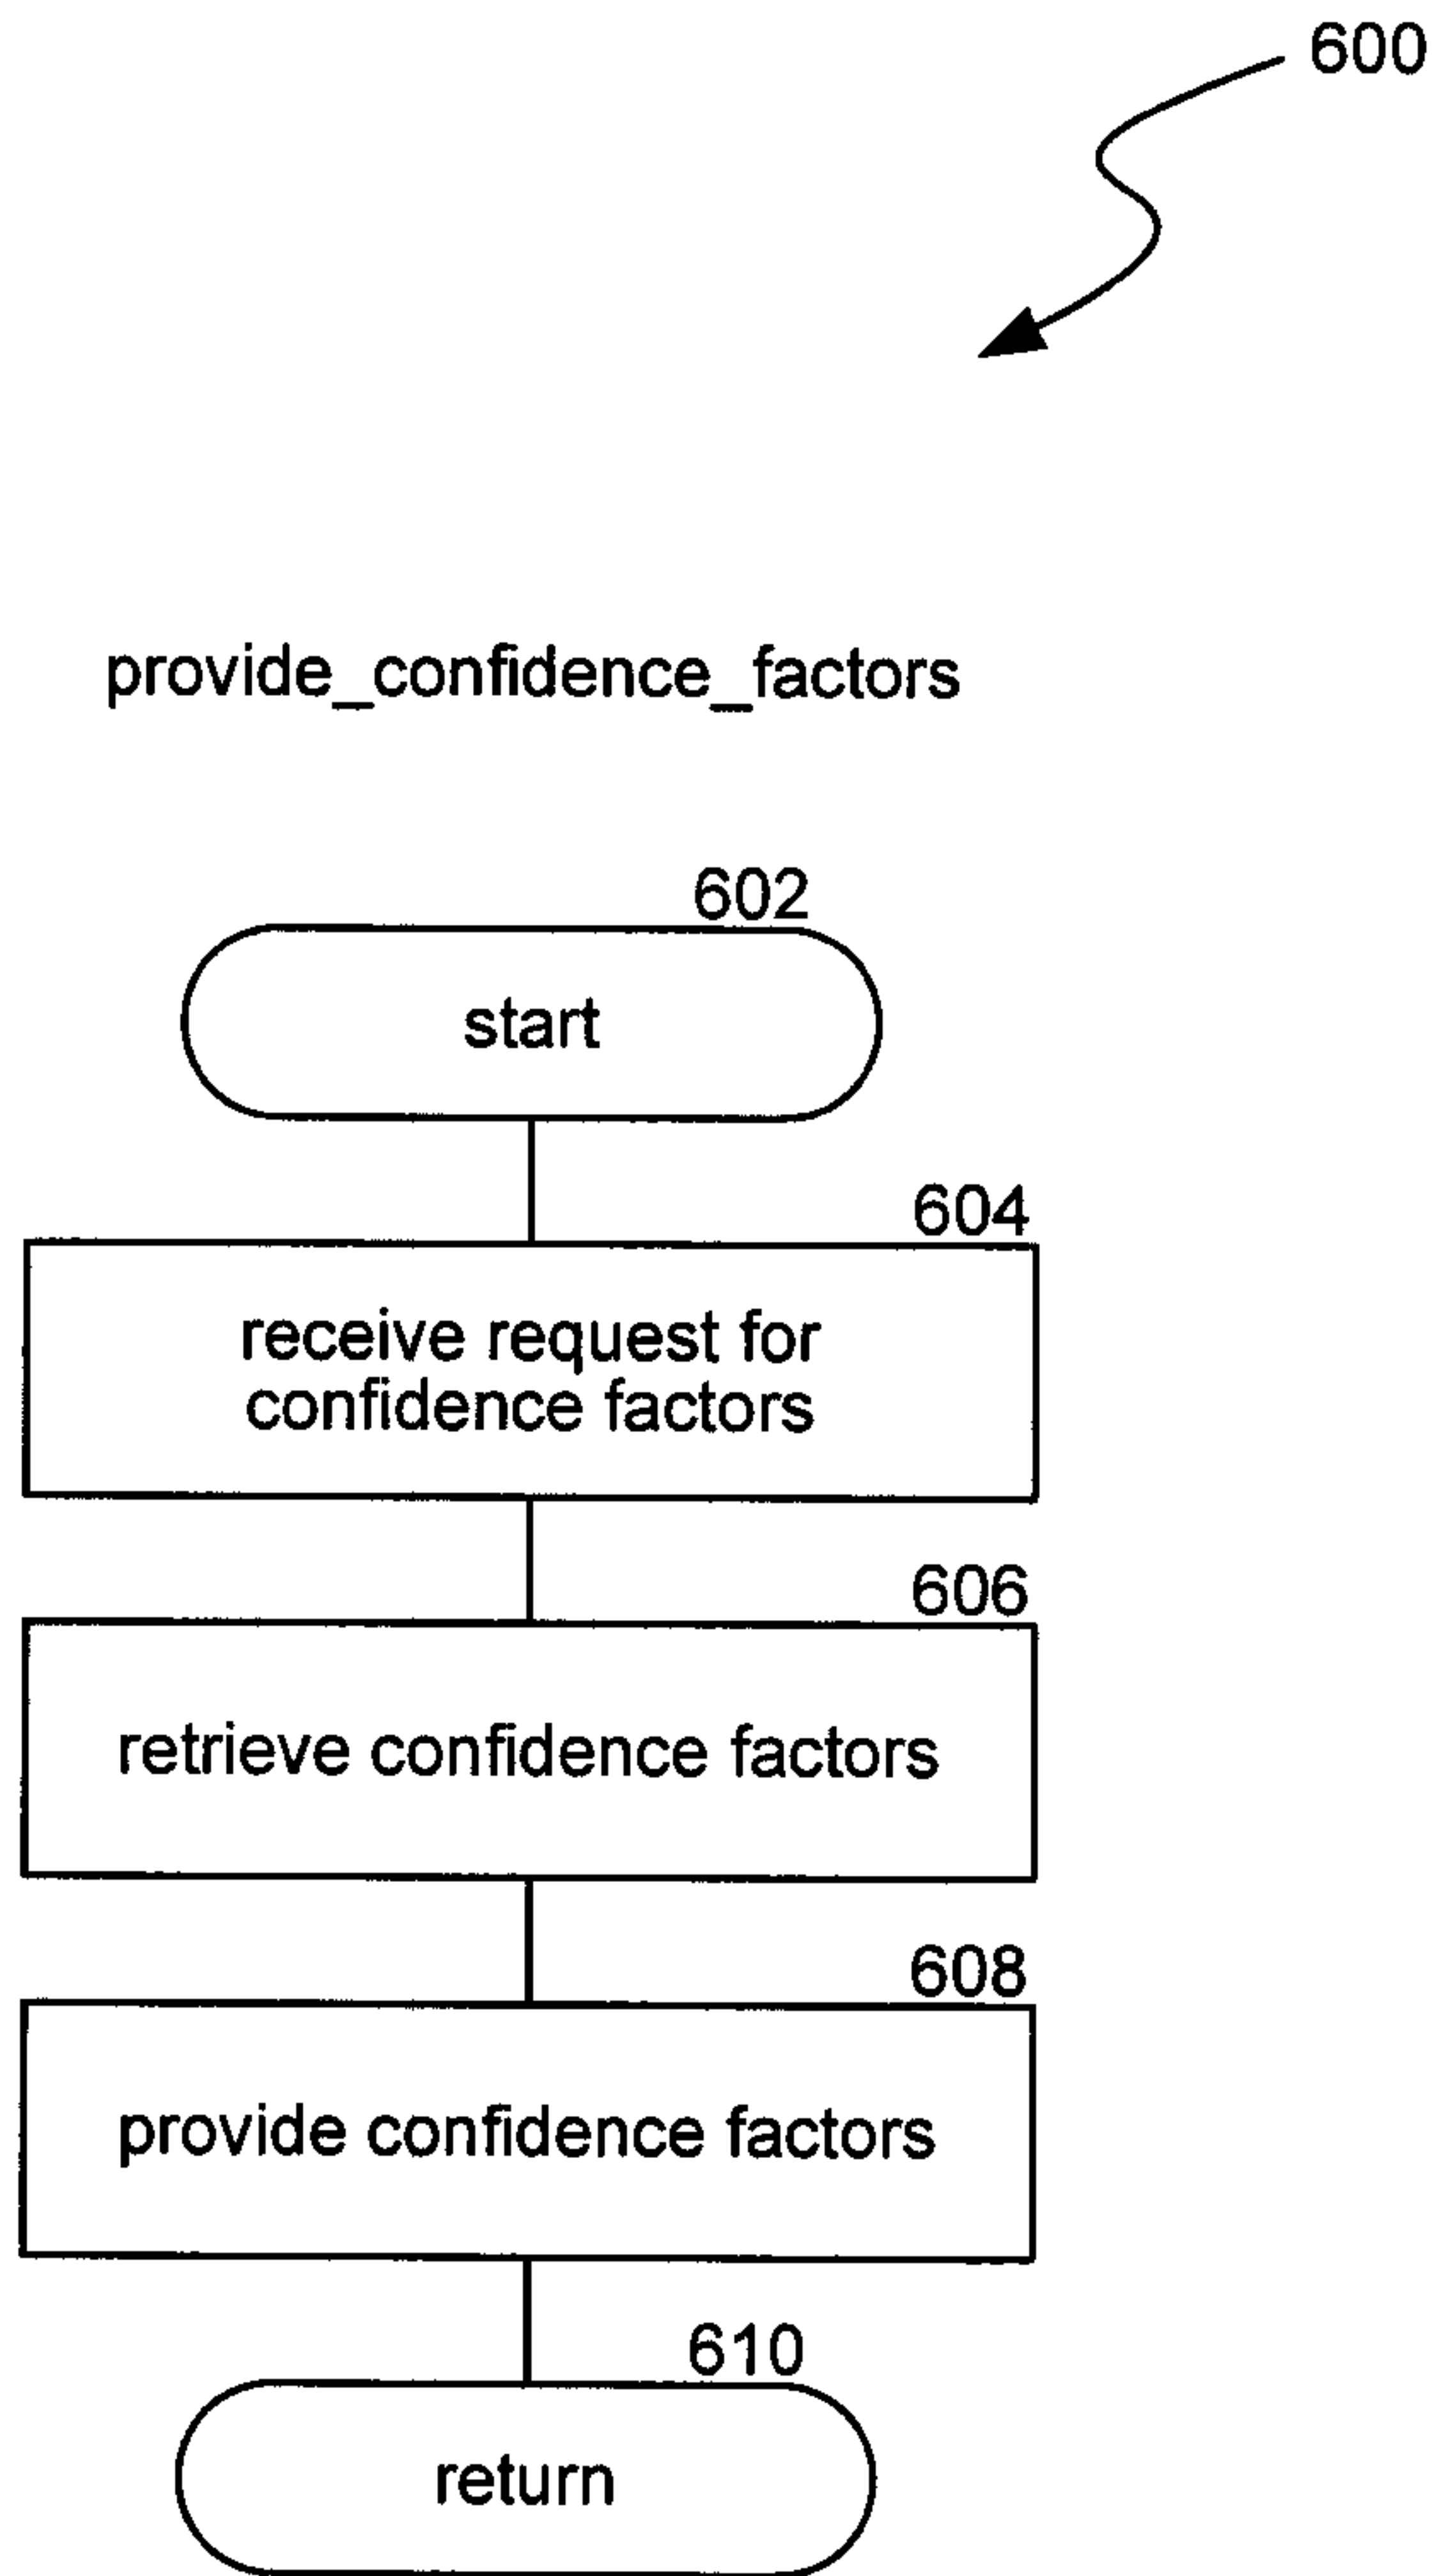 600
provide_confidence_factors
602
start
604
receive request for
confidence factors
606
retrieve confidence factors
608
provide confidence factors
610
return